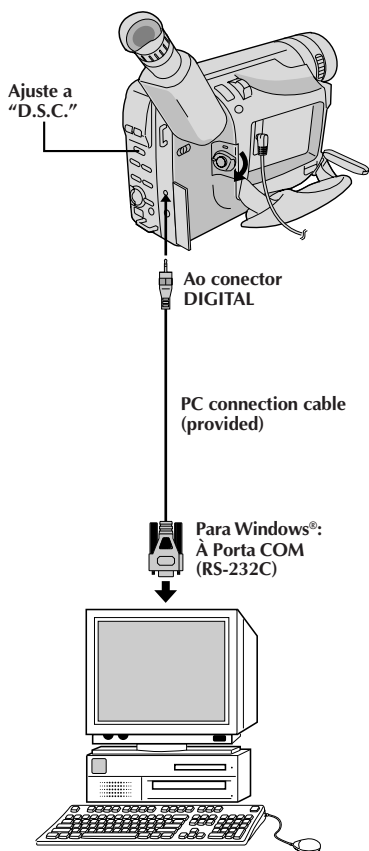 Ajuste a
“D.S.C.”
Ao conector
DIGITAL
PC connection cable
(provided)
Para Windows®:
À Porta COM
(RS-232C)